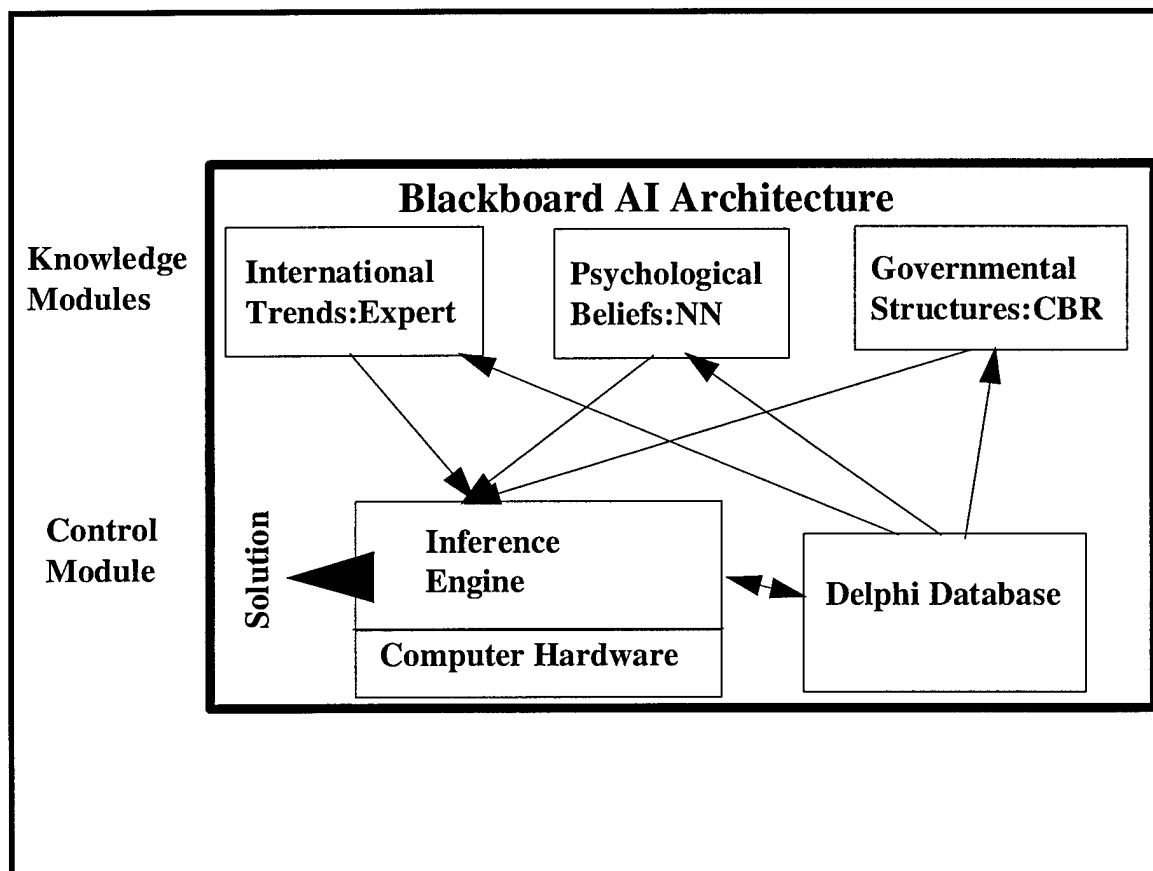 Blackboard AI Architecture
Knowledge
Modules
International
Trends:Expert
Psychological
Beliefs:NN
Governmental
Structures:CBR
Control
Module
Solution
Inference
Engine
Computer Hardware
Delphi Database